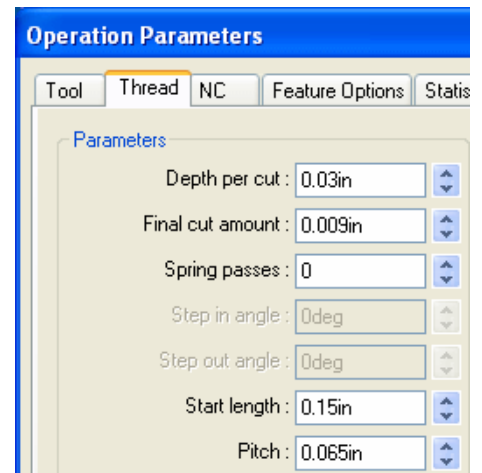 Operation Parameters
Tool Thread NC Feature Options Statis
Parameters
Depth per cut : 0.03in
Final cut amount : 0.009in
Spring passes : 0
Step in angle : 0deg
Step out angle : 0deg
Start length : 0.15in
Pitch : 0.065in